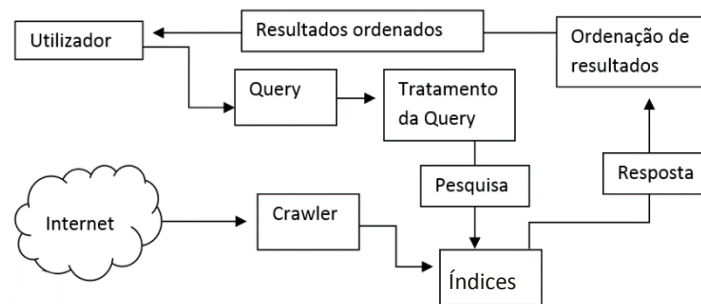 Utilizador
Resultados ordenados
Ordenação de
resultados
Query
Tratamento
da Query
Pesquisa
Resposta
Internet
Crawler
Índices